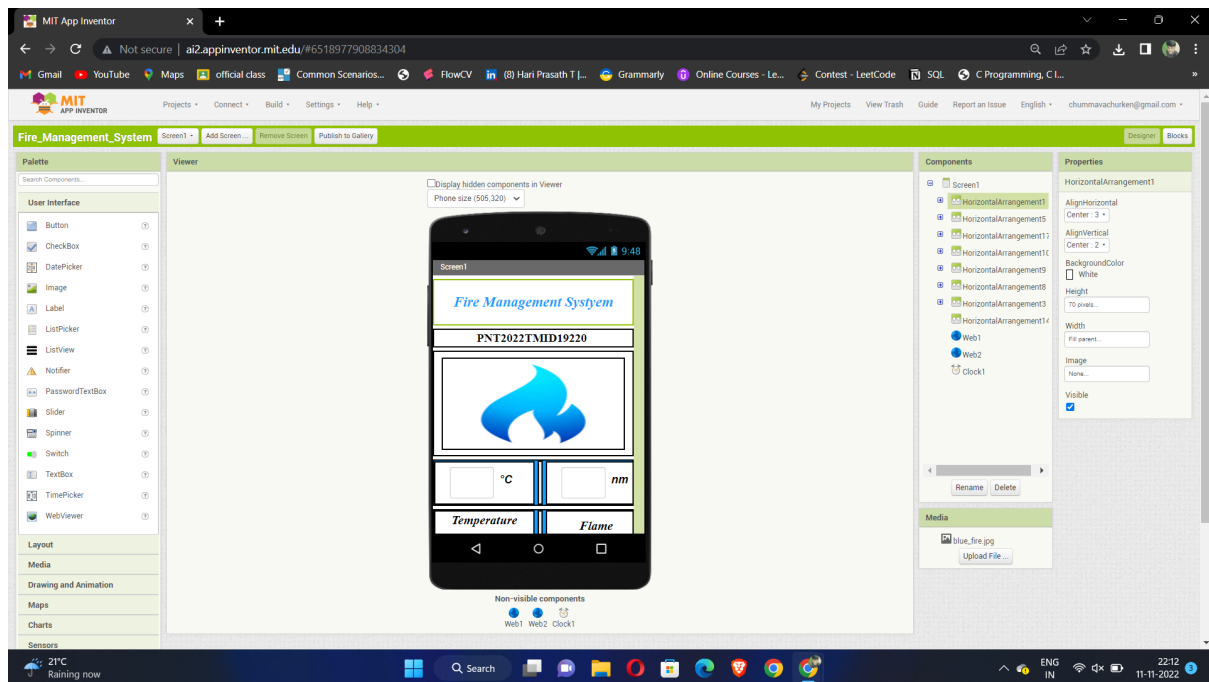 MIT App Inventor
Not secure | ai2.appinventor.mit.edu/#6518977908834304
Gmail YouTube Maps official class Common Scenarios... FlowCV (8) Hari Prasath T |... Grammarly Online Courses - Le... Contest - LeetCode SQL C Programming, C l... »
MIT
APP INVENTOR
Projects Connect Build Settings Help
My Projects View Trash Guide Report an Issue English chummavachurken@gmail.com
Fire_Management_System Screen1 Add Screen ... Remove Screen Publish to Gallery Designer Blocks
Palette
Search Components...
User Interface
Button
CheckBox
DatePicker
Image
Label
ListPicker
ListView
Notifier
PasswordTextBox
Slider
Spinner
Switch
TextBox
TimePicker
WebViewer
Layout
Media
Drawing and Animation
Maps
Charts
Sensors
Viewer
Display hidden components in Viewer
Phone size (505,320)
9:48
Screen1
Fire Management Systyem
PNT2022TMID19220
°C nm
Temperature Flame
Non-visible components
Web1 Web2 Clock1
Components
Screen1
HorizontalArrangement1
HorizontalArrangement5
HorizontalArrangement17
HorizontalArrangement10
HorizontalArrangement9
HorizontalArrangement8
HorizontalArrangement3
HorizontalArrangement14
Web1
Web2
Clock1
Rename Delete
Media
blue_fire.jpg
Upload File ...
Properties
HorizontalArrangement1
AlignHorizontal
Center : 3
AlignVertical
Center : 2
BackgroundColor
White
Height
70 pixels...
Width
Fill parent...
Image
None...
Visible
21°C
Raining now
Search
ENG
IN
22:12
11-11-2022
3